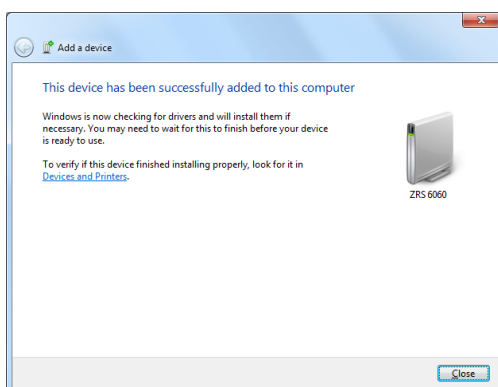 Add a device
This device has been successfully added to this computer
Windows is now checking for drivers and will install them if
necessary. You may need to wait for this to finish before your device
is ready to use.
To verify if this device finished installing properly, look for it in
Devices and Printers.
ZRS 6060
Close